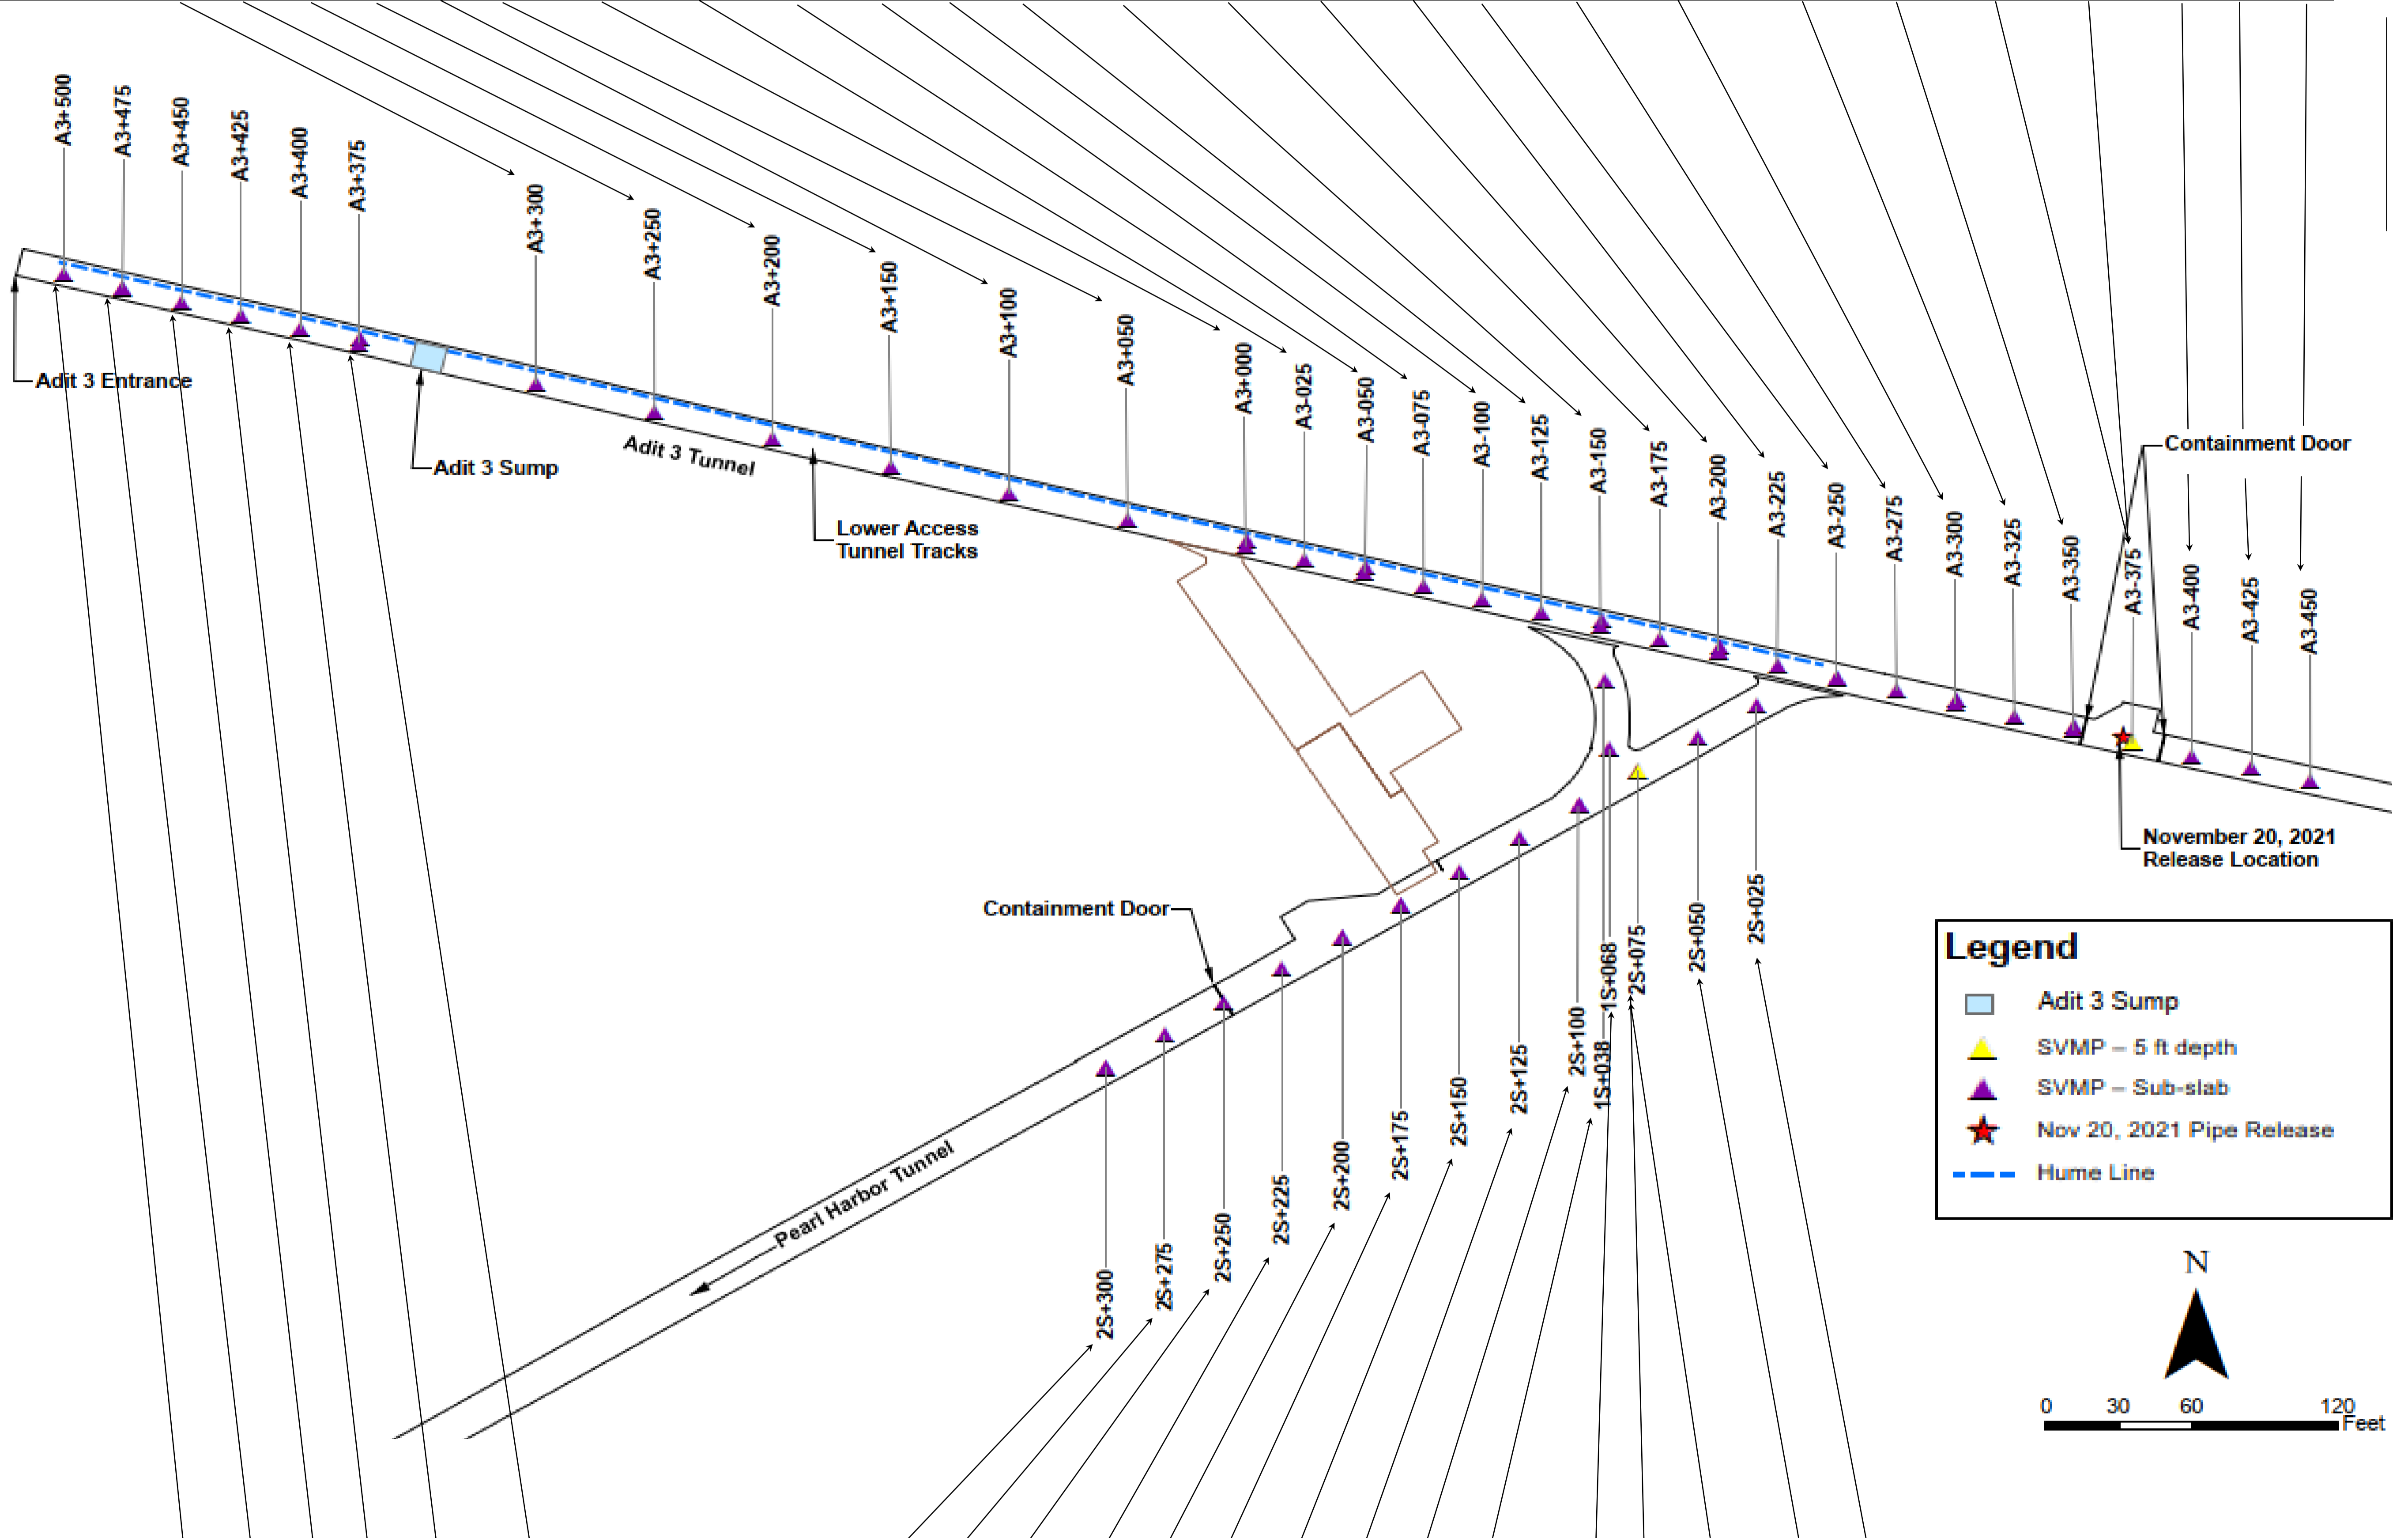 A3+500
A3+475
A3+450
A3+425
A3+400
A3+375
A3+300
A3+250
A3+200
A3+150
A3+100
A3+050
A3+000
A3-025
A3-050
A3-075
A3-100
A3-125
A3-150
A3-175
A3-200
A3-225
A3-250
A3-275
A3-300
A3-325
A3-350
A3-375
A3-400
A3-425
A3-450
Containment Door
Adit 3 Entrance
Adit 3 Sump
Adit 3 Tunnel
Lower Access
Tunnel Tracks
November 20, 2021
Release Location
Containment Door
2S+300
2S+275
2S+250
2S+225
2S+200
2S+175
2S+150
2S+125
2S+100
1S+038
1S+068
2S+075
2S+050
2S+025
Pearl Harbor Tunnel
Legend
Adit 3 Sump
SVMP – 5 ft depth
SVMP – Sub-slab
Nov 20, 2021 Pipe Release
Hume Line
N
0 30 60 120
Feet